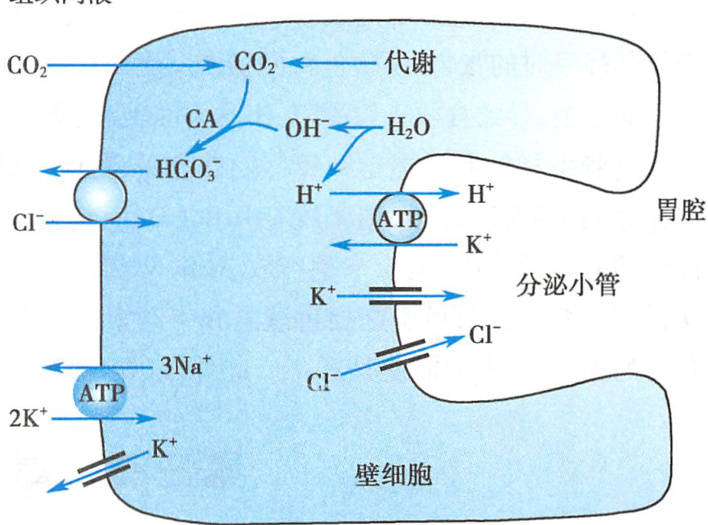 CO₂ CO₂ 代谢
CA OH⁻ H₂O
HCO₃⁻
H⁺ H⁺
Cl⁻ ATP 胃腔
K⁺
K⁺ 分泌小管
Cl⁻
3Na⁺
Cl⁻
ATP
2K⁺
K⁺
壁细胞